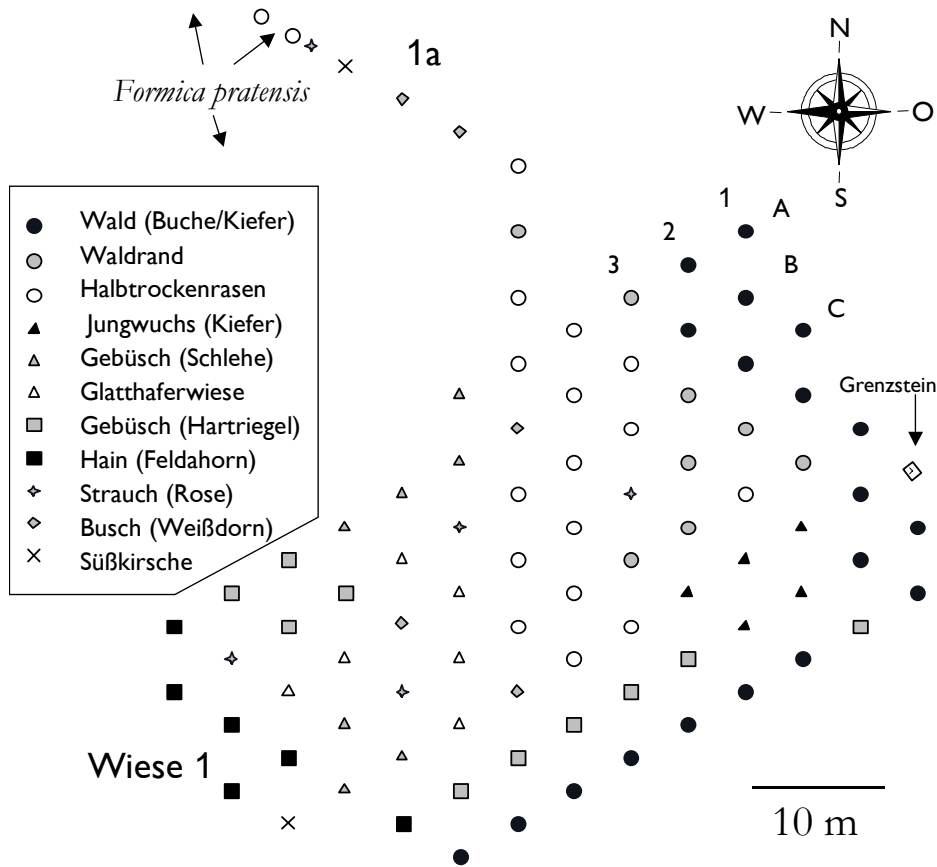 1a
Formica pratensis
N
W
O
S
1
A
2
B
3
C
Wald (Buche/Kiefer)
Waldrand
Halbtrockenrasen
Jungwuchs (Kiefer)
Gebüsch (Schlehe)
Glatthaferwiese
Gebüsch (Hartriegel)
Hain (Feldahorn)
Strauch (Rose)
Busch (Weißdorn)
Süßkirsche
Grenzstein
Wiese 1
10 m